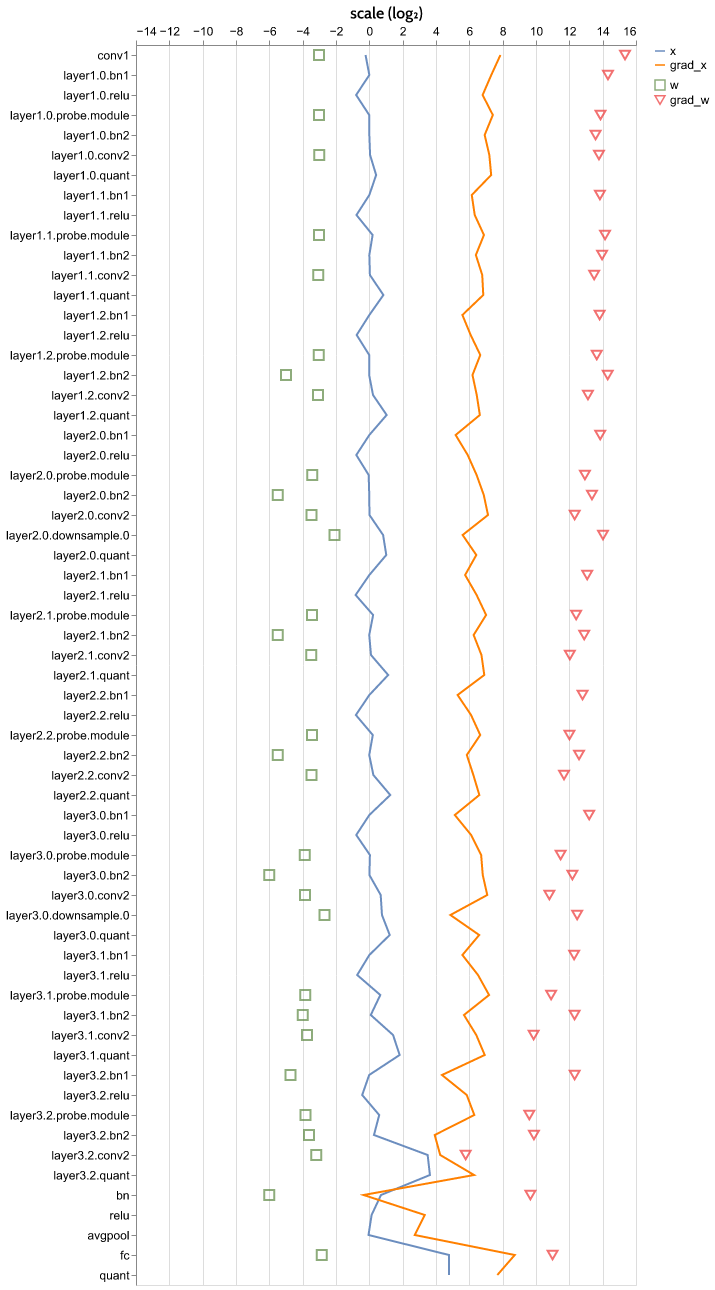 scale (log₂)
−14 −12 −10 −8 −6 −4 −2 0 2 4 6 8 10 12 14 16
x
grad_x
w
grad_w
conv1
layer1.0.bn1
layer1.0.relu
layer1.0.probe.module
layer1.0.bn2
layer1.0.conv2
layer1.0.quant
layer1.1.bn1
layer1.1.relu
layer1.1.probe.module
layer1.1.bn2
layer1.1.conv2
layer1.1.quant
layer1.2.bn1
layer1.2.relu
layer1.2.probe.module
layer1.2.bn2
layer1.2.conv2
layer1.2.quant
layer2.0.bn1
layer2.0.relu
layer2.0.probe.module
layer2.0.bn2
layer2.0.conv2
layer2.0.downsample.0
layer2.0.quant
layer2.1.bn1
layer2.1.relu
layer2.1.probe.module
layer2.1.bn2
layer2.1.conv2
layer2.1.quant
layer2.2.bn1
layer2.2.relu
layer2.2.probe.module
layer2.2.bn2
layer2.2.conv2
layer2.2.quant
layer3.0.bn1
layer3.0.relu
layer3.0.probe.module
layer3.0.bn2
layer3.0.conv2
layer3.0.downsample.0
layer3.0.quant
layer3.1.bn1
layer3.1.relu
layer3.1.probe.module
layer3.1.bn2
layer3.1.conv2
layer3.1.quant
layer3.2.bn1
layer3.2.relu
layer3.2.probe.module
layer3.2.bn2
layer3.2.conv2
layer3.2.quant
bn
relu
avgpool
fc
quant